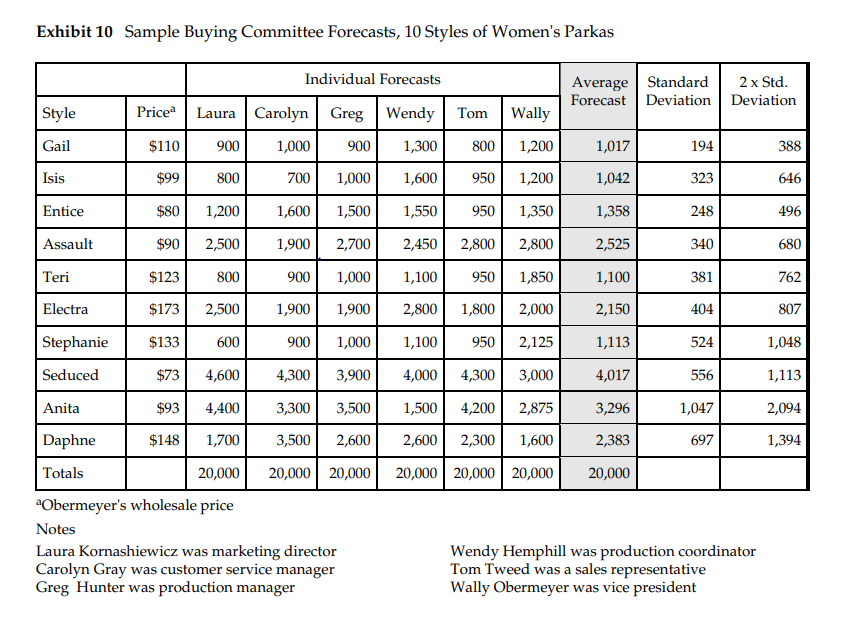 Exhibit 10 Sample Buying Committee Forecasts, 10 Styles of Women's Parkas
Individual Forecasts Average Forecast Standard Deviation 2 x Std. Deviation
Style Priceᵃ Laura Carolyn Greg Wendy Tom Wally
Gail $110 900 1,000 900 1,300 800 1,200 1,017 194 388
Isis $99 800 700 1,000 1,600 950 1,200 1,042 323 646
Entice $80 1,200 1,600 1,500 1,550 950 1,350 1,358 248 496
Assault $90 2,500 1,900 2,700 2,450 2,800 2,800 2,525 340 680
Teri $123 800 900 1,000 1,100 950 1,850 1,100 381 762
Electra $173 2,500 1,900 1,900 2,800 1,800 2,000 2,150 404 807
Stephanie $133 600 900 1,000 1,100 950 2,125 1,113 524 1,048
Seduced $73 4,600 4,300 3,900 4,000 4,300 3,000 4,017 556 1,113
Anita $93 4,400 3,300 3,500 1,500 4,200 2,875 3,296 1,047 2,094
Daphne $148 1,700 3,500 2,600 2,600 2,300 1,600 2,383 697 1,394
Totals 20,000 20,000 20,000 20,000 20,000 20,000 20,000
ᵃObermeyer's wholesale price
Notes
Laura Kornashiewicz was marketing director
Carolyn Gray was customer service manager
Greg Hunter was production manager
Wendy Hemphill was production coordinator
Tom Tweed was a sales representative
Wally Obermeyer was vice president